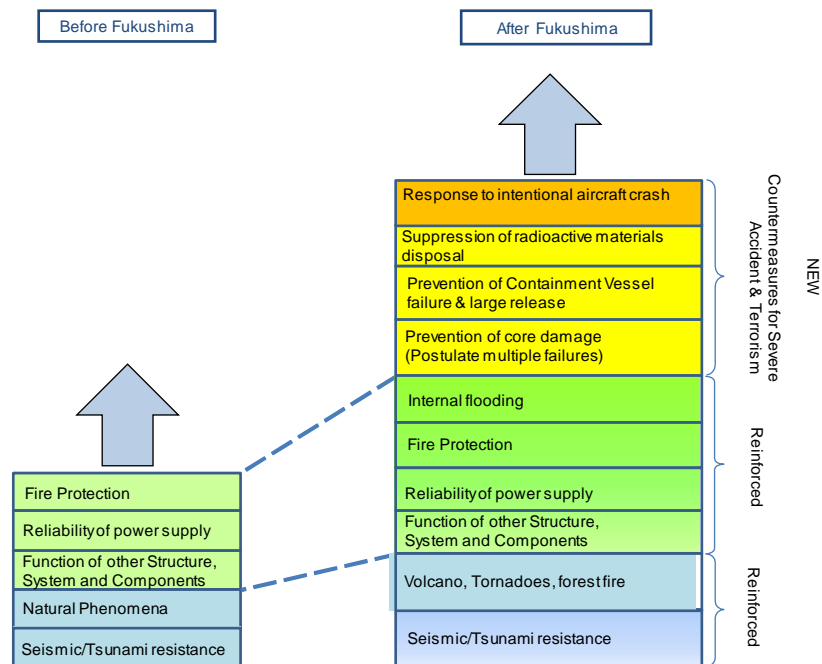 Before Fukushima
After Fukushima
Response to intentional aircraft crash
Suppression of radioactive materials
disposal
Prevention of Containment Vessel
failure & large release
Prevention of core damage
(Postulate multiple failures)
Internal flooding
Fire Protection
Reliability of power supply
Function of other Structure,
System and Components
Volcano, Tornadoes, forest fire
Seismic/Tsunami resistance
Fire Protection
Reliability of power supply
Function of other Structure,
System and Components
Natural Phenomena
Seismic/Tsunami resistance
Countermeasures for Severe
Accident & Terrorism
NEW
Reinforced
Reinforced